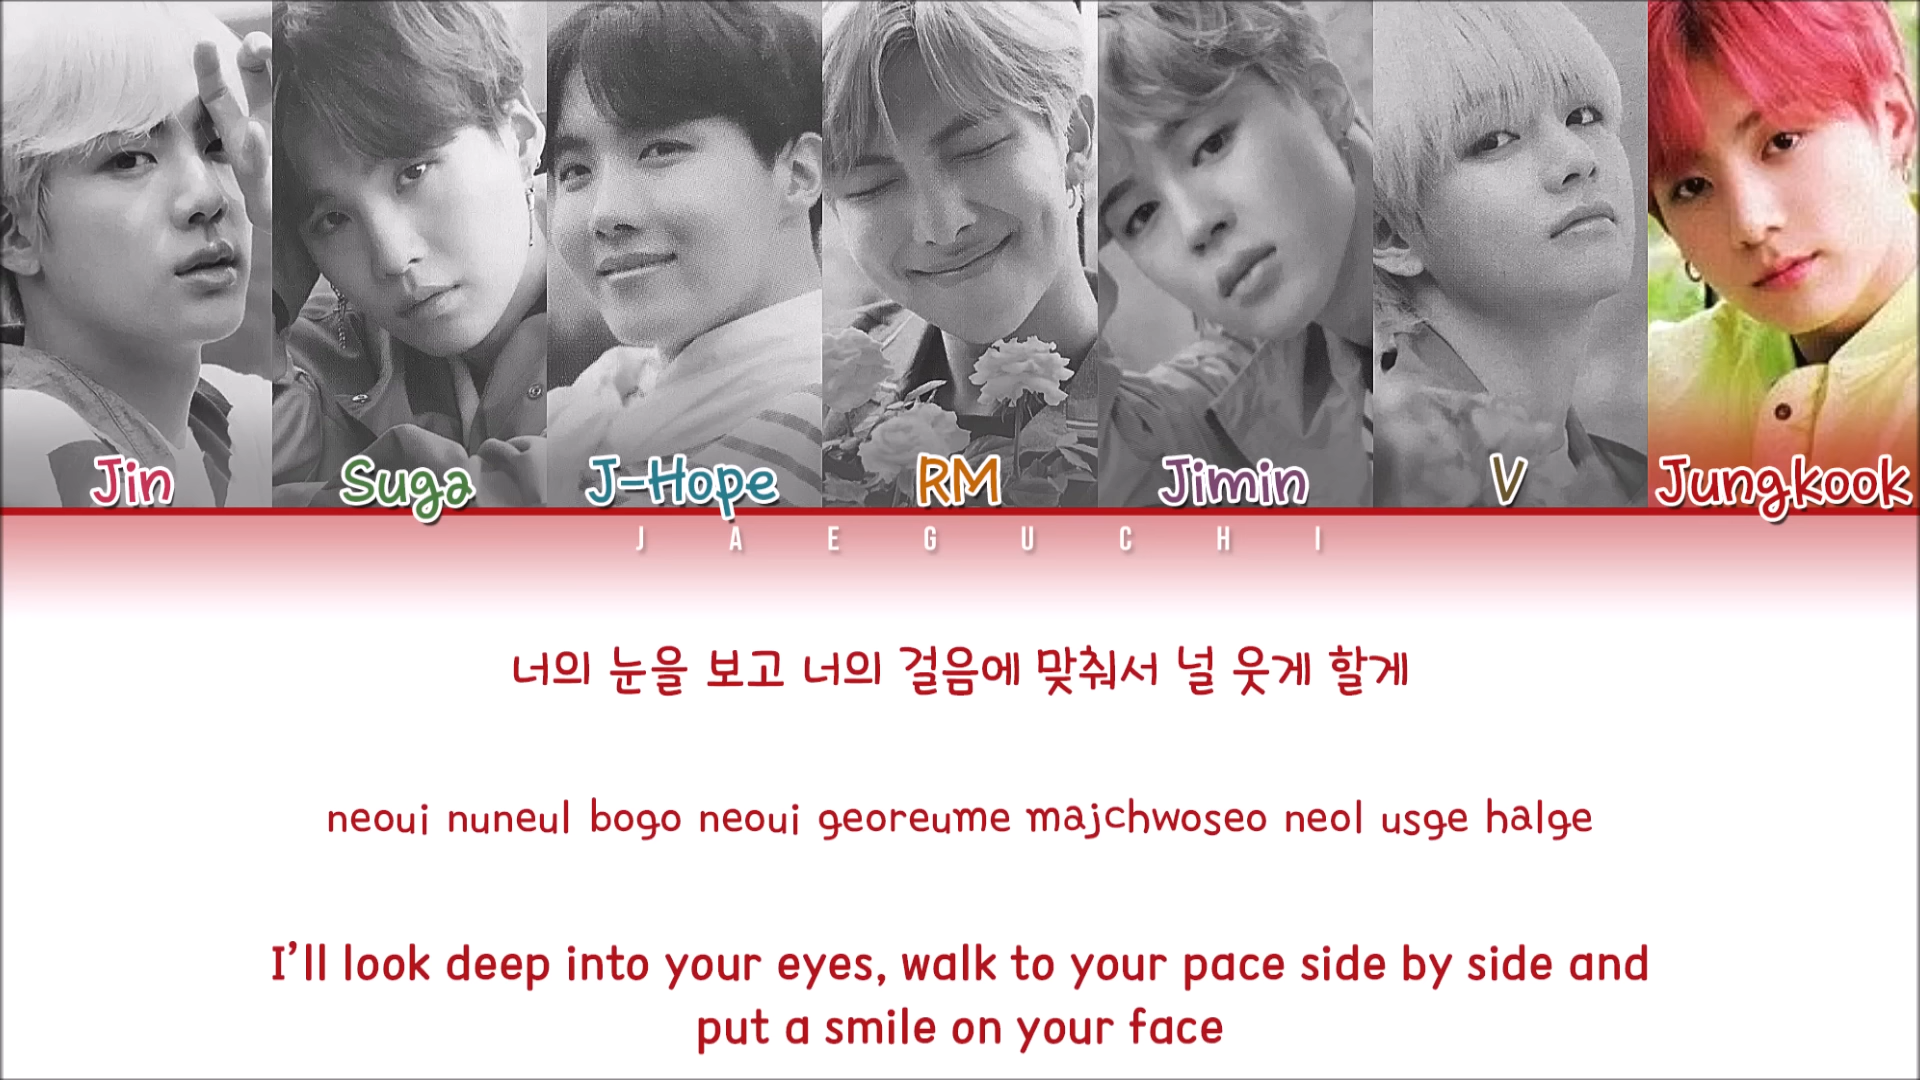 Jin Suga J-Hope RM Jimin V Jungkook
J A E G U C H I
너의 눈을 보고 너의 걸음에 맞춰서 널 웃게 할게
neoui nuneul bogo neoui georeume majchwoseo neol usge halge
I'll look deep into your eyes, walk to your pace side by side and
put a smile on your face